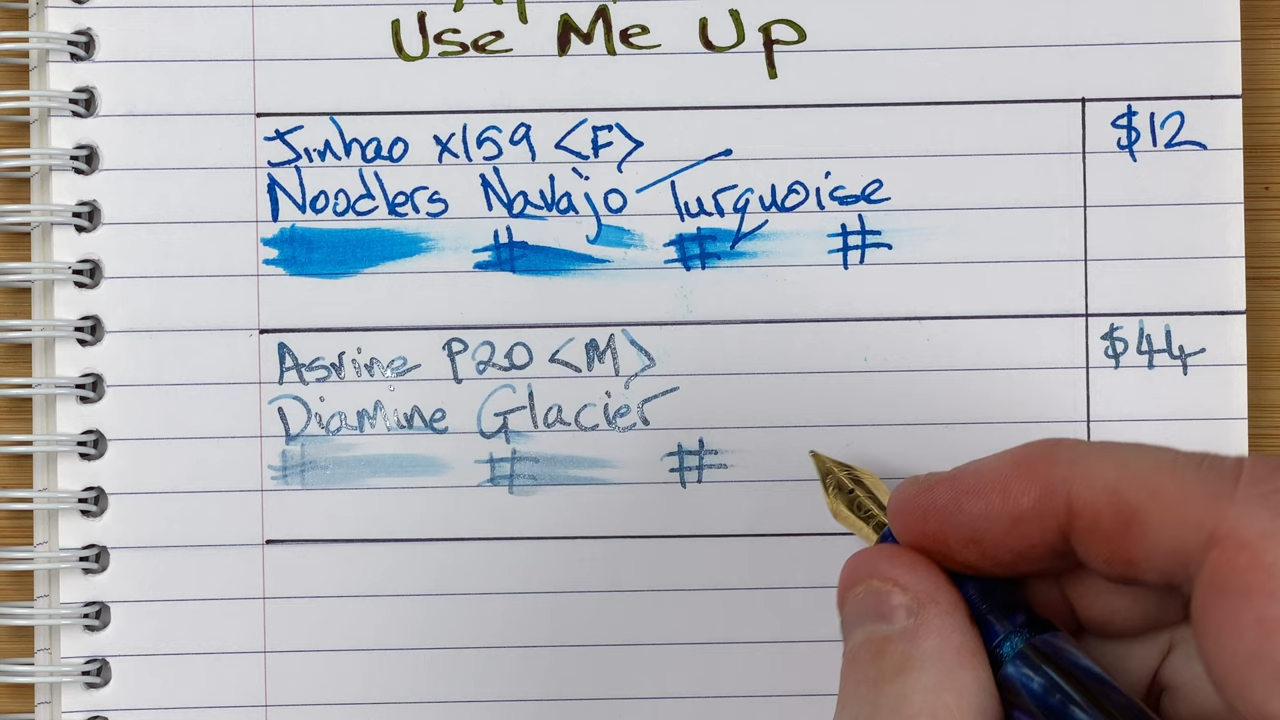 Use Me Up
Jinhao x159 <F>
$12
Noodlers Navajo Turquoise
# # #
Asvine P20 <M>
$44
Diamine Glacier
# # #